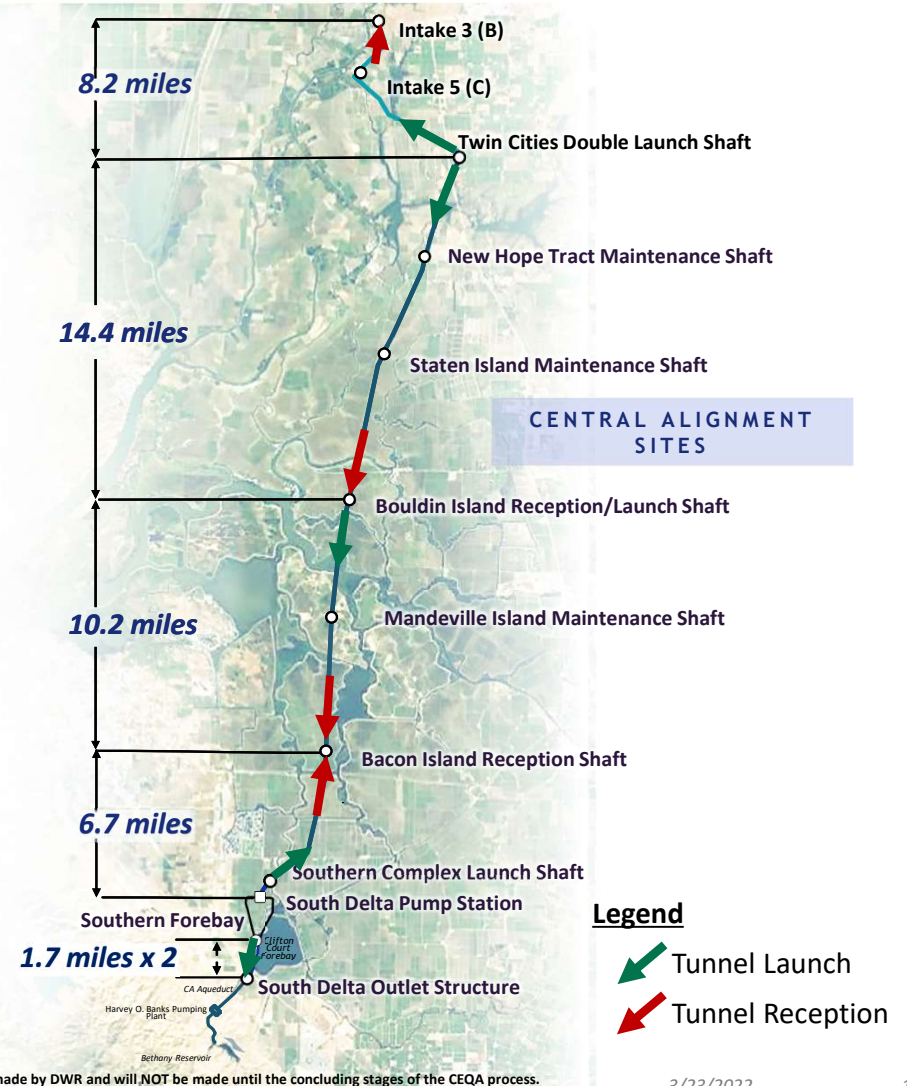 Intake 3 (B)
8.2 miles
Intake 5 (C)
Twin Cities Double Launch Shaft
New Hope Tract Maintenance Shaft
14.4 miles
Staten Island Maintenance Shaft
CENTRAL ALIGNMENT
SITES
Bouldin Island Reception/Launch Shaft
Mandeville Island Maintenance Shaft
10.2 miles
Bacon Island Reception Shaft
6.7 miles
Southern Complex Launch Shaft
South Delta Pump Station
Southern Forebay
Legend
Clifton
Court
Forebay
1.7 miles x 2
Tunnel Launch
CA Aqueduct
South Delta Outlet Structure
Harvey O. Banks Pumping
Plant
Tunnel Reception
Bethany Reservoir
made by DWR and will NOT be made until the concluding stages of the CEQA process.
3/23/2022